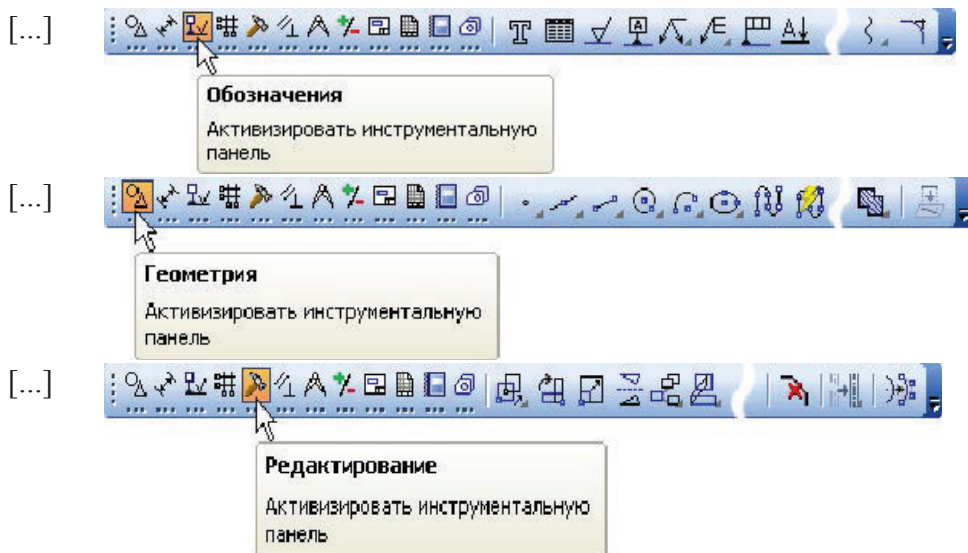 [...]
Обозначения
Активизировать инструментальную
панель
[...]
Геометрия
Активизировать инструментальную
панель
[...]
Редактирование
Активизировать инструментальную
панель